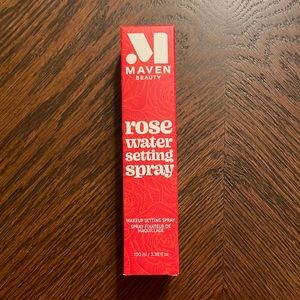 M
MAVEN
BEAUTY
rose
water
setting
spray
MAKEUP SETTING SPRAY
SPRAY FIXATEUR DE
MAQUILLAGE
100 ml / 3.38 fl oz